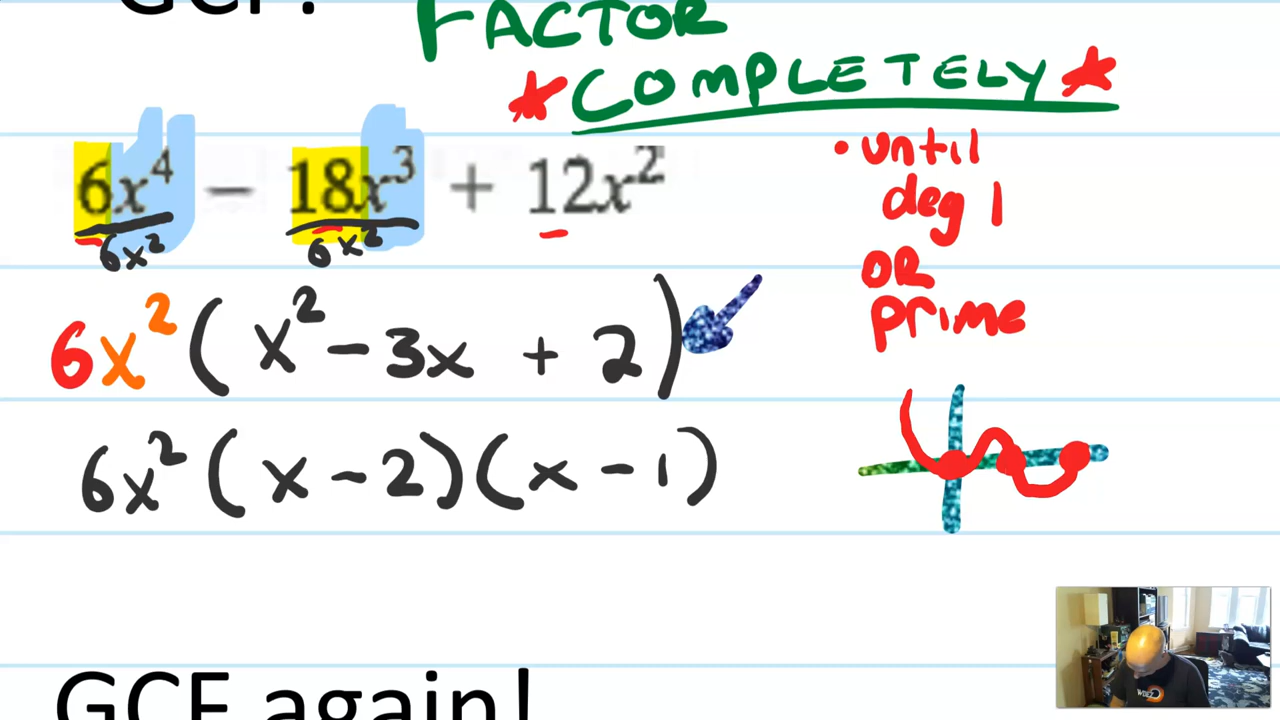 GCF?
FACTOR
*COMPLETELY*
6x⁴ − 18x³ + 12x²
6x² 6x²
• until
deg 1
OR
prime
6x² ( x² − 3x + 2 )
6x² ( x − 2 ) ( x − 1 )
GCF again!